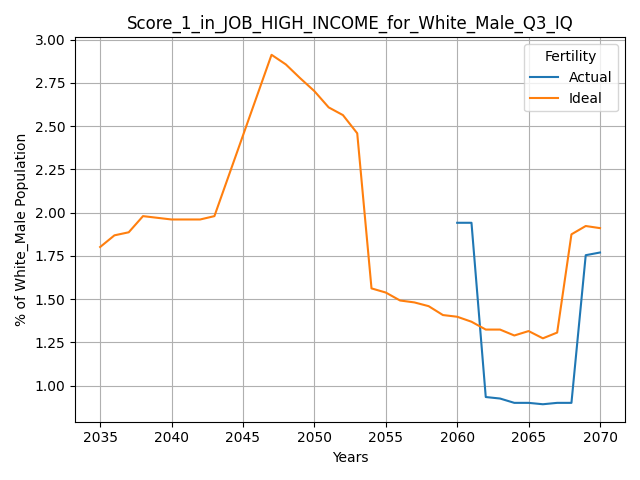 Score_1_in_JOB_HIGH_INCOME_for_White_Male_Q3_IQ
Fertility
Actual
Ideal
% of White_Male Population
3.00
2.75
2.50
2.25
2.00
1.75
1.50
1.25
1.00
2035 2040 2045 2050 2055 2060 2065 2070
Years